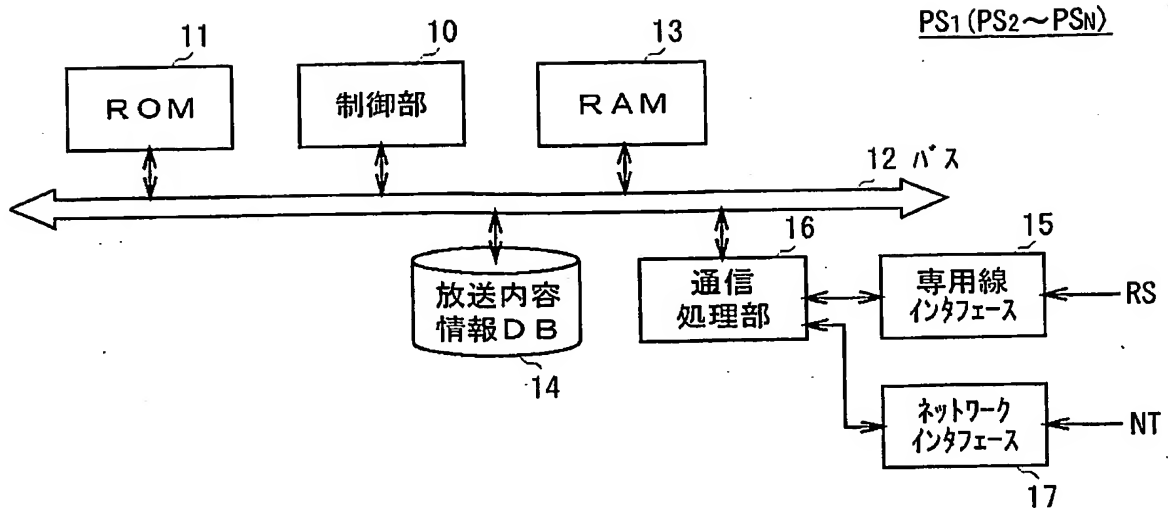 PS1(PS2～PSN)
11
10
13
ROM
制御部
RAM
12 バス
16
15
放送内容
情報DB
通信
処理部
専用線
インタフェース
RS
14
ネットワーク
インタフェース
NT
17